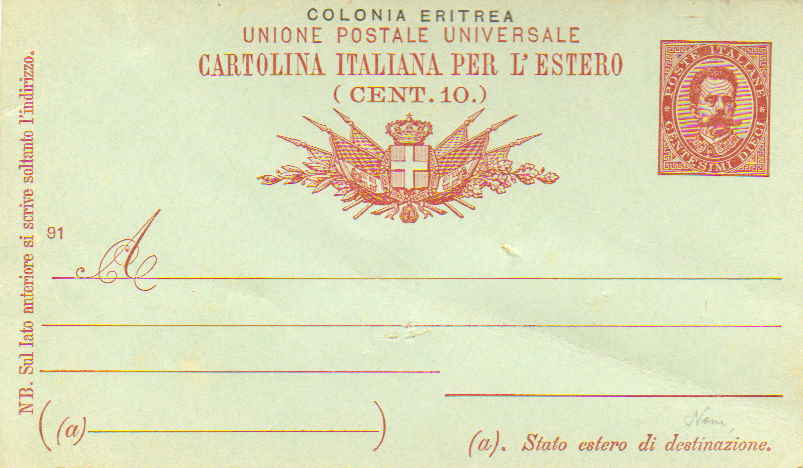 COLONIA ERITREA
UNIONE POSTALE UNIVERSALE
CARTOLINA ITALIANA PER L'ESTERO
(CENT. 10.)
* POSTE ITALIANE *
CENTESIMI DIECI
NB. Sul lato anteriore si scrive soltanto l'indirizzo.
91
A
(a)
(a). Stato estero di destinazione.